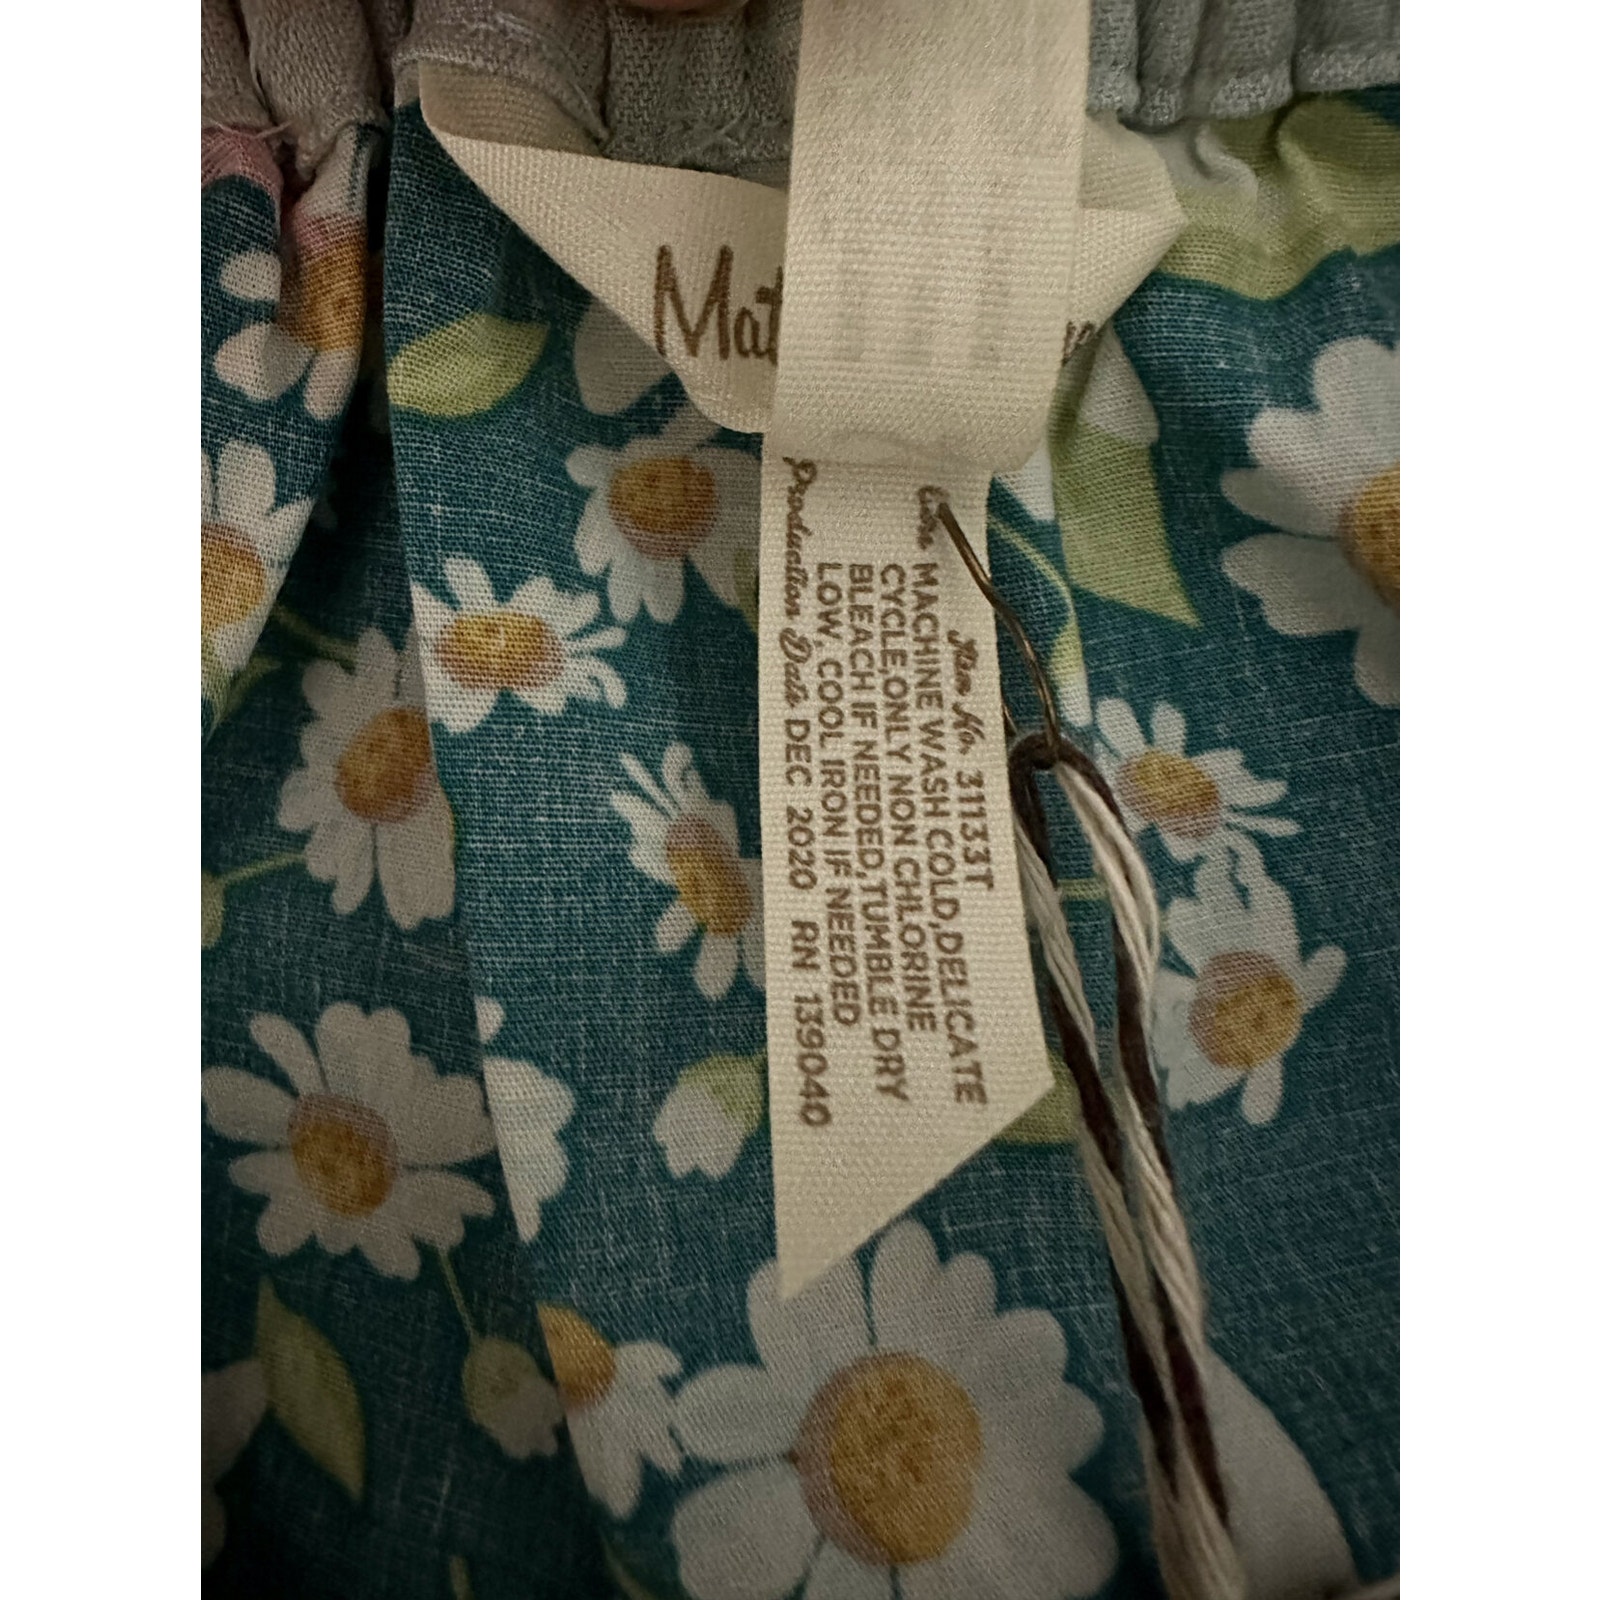 Mat
Item No. 31133T
Care MACHINE WASH COLD,DELICATE
CYCLE,ONLY NON CHLORINE
BLEACH IF NEEDED,TUMBLE DRY
LOW, COOL IRON IF NEEDED
Production Date DEC 2020 RN 139040